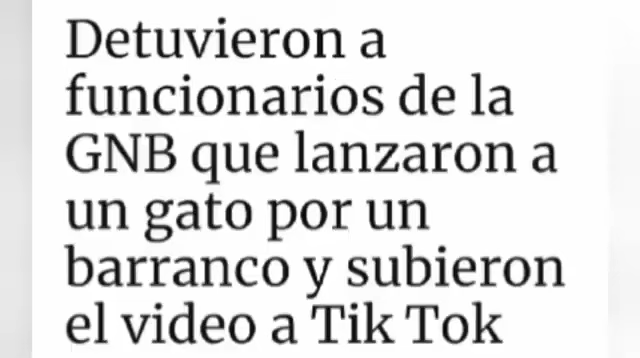 Detuvieron a
funcionarios de la
GNB que lanzaron a
un gato por un
barranco y subieron
el video a Tik Tok